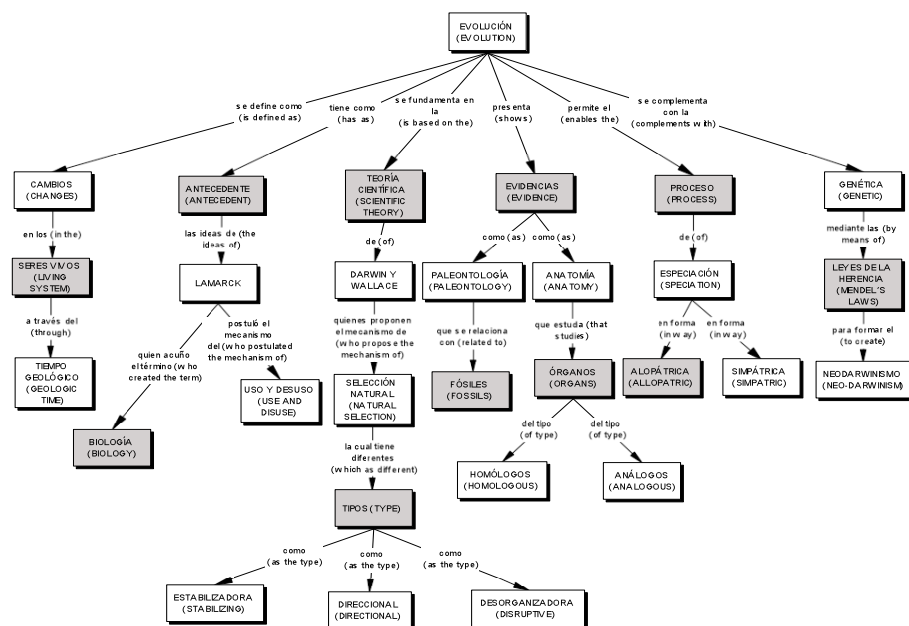 EVOLUCIÓN
(EVOLUTION)
se define como
(is defined as)
tiene como
(has as)
se fundamenta en
la
(is based on the)
presenta
(shows)
permite el
(enables the)
se complementa
con la
(complements with)
CAMBIOS
(CHANGES)
ANTECEDENTE
(ANTECEDENT)
TEORÍA
CIENTÍFICA
(SCIENTIFIC
THEORY)
EVIDENCIAS
(EVIDENCE)
PROCESO
(PROCESS)
GENÉTICA
(GENETIC)
en los (in the)
las ideas de (the
ideas of)
de (of)
como (as)
como (as)
de (of)
mediante las (by
means of)
SERES VIVOS
(LIVING
SYSTEM)
LAMARCK
DARWIN Y
WALLACE
PALEONTOLOGÍA
(PALEONTOLOGY)
ANATOMÍA
(ANATOMY)
ESPECIACIÓN
(SPECIATION)
LEYES DE LA
HERENCIA
(MENDEL'S
LAWS)
a través del
(through)
quien acuño
el término (who
created the term)
postuló el
mecanismo
del (who postulated
the mechanism of)
quienes proponen
el mecanismo de
(who propose the
mechanism of)
que se relaciona
con (related to)
que estudia (that
studies)
en forma
(in way)
en forma
(in way)
para formar el
(to create)
TIEMPO
GEOLÓGICO
(GEOLOGIC
TIME)
BIOLOGÍA
(BIOLOGY)
USO Y DESUSO
(USE AND
DISUSE)
SELECCIÓN
NATURAL
(NATURAL
SELECTION)
FÓSILES
(FOSSILS)
ÓRGANOS
(ORGANS)
ALOPÁTRICA
(ALLOPATRIC)
SIMPÁTRICA
(SIMPATRIC)
NEODARWINISMO
(NEO-DARWINISM)
la cual tiene
diferentes
(which as different)
del tipo
(of type)
del tipo
(of type)
HOMÓLOGOS
(HOMOLOGOUS)
ANÁLOGOS
(ANALOGOUS)
TIPOS (TYPE)
como
(as the type)
como
(as the type)
como
(as the type)
ESTABILIZADORA
(STABILIZING)
DIRECCIONAL
(DIRECTIONAL)
DESORGANIZADORA
(DISRUPTIVE)